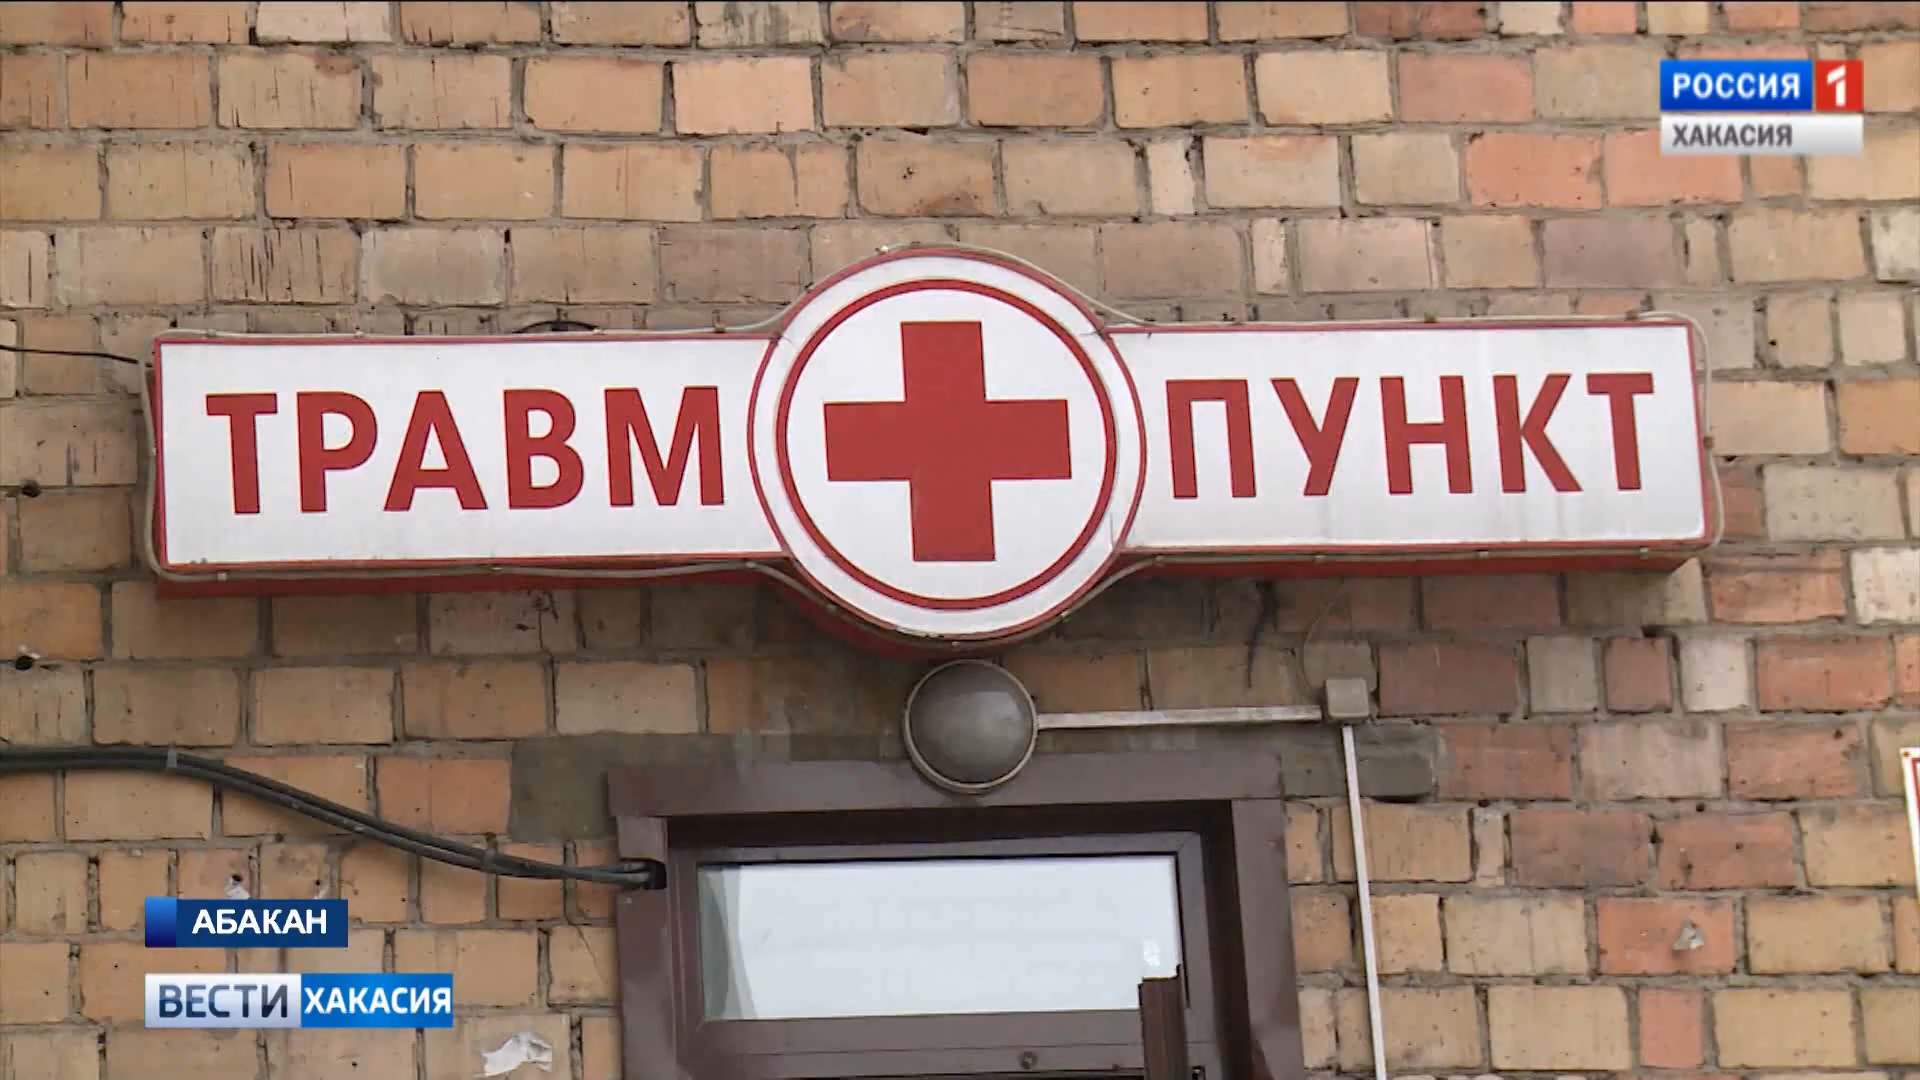 РОССИЯ 1
ХАКАСИЯ
ТРАВМ ПУНКТ
АБАКАН
ВЕСТИ ХАКАСИЯ